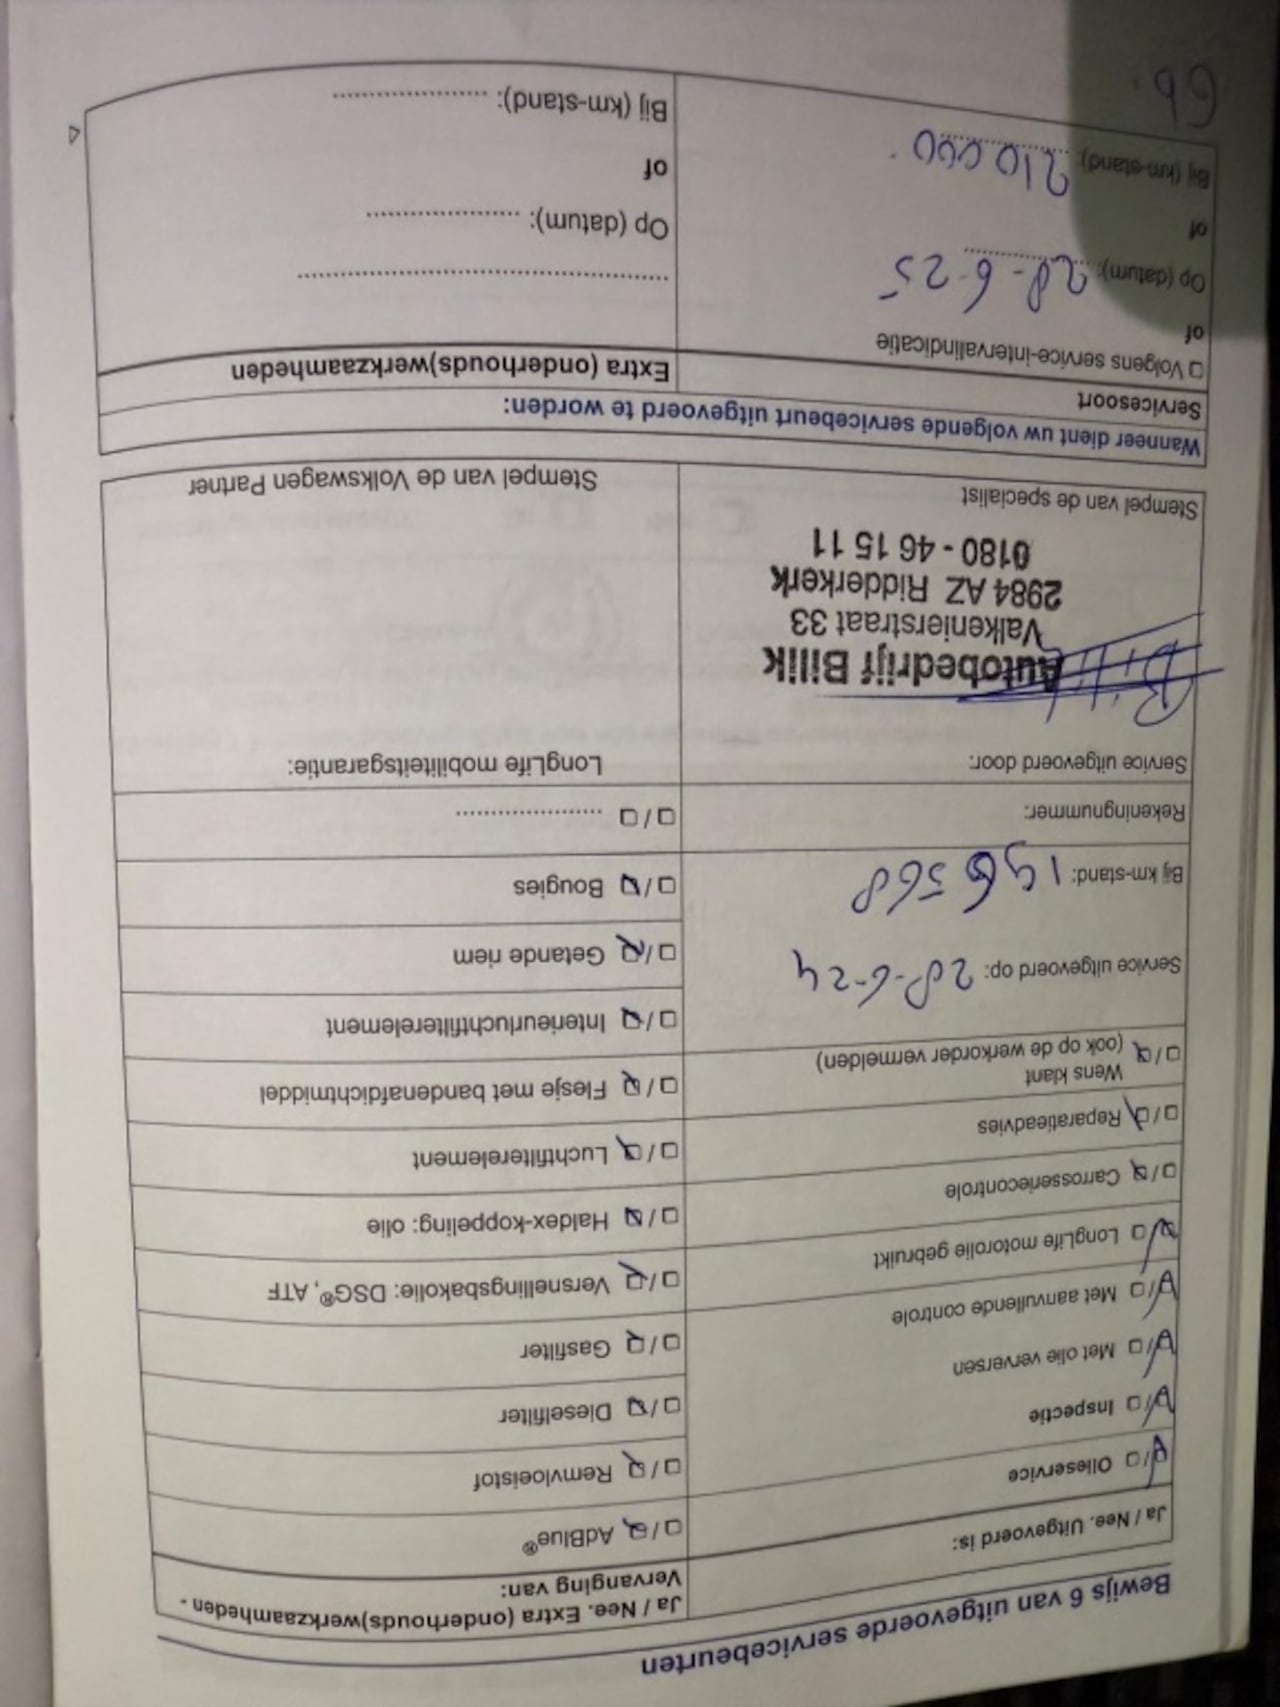 Bewijs 6 van uitgevoerde servicebeurten
Ja / Nee. Uitgevoerd is:
☑/☐ Olieservice
☑/☐ Inspectie
☑/☐ Met olie verversen
☑/☐ Met aanvullende controle
☑/☐ LongLife motorolie gebruikt
☐/☑ Carrosseriecontrole
☐/☑ Reparatieadvies
☐/☑ Wens klant
(ook op de werkorder vermelden)
Service uitgevoerd op: 28-6-24
Bij km-stand: 196568
Rekeningnummer:
Service uitgevoerd door:
Autobedrijf Bilik
Valkenierstraat 33
2984 AZ Ridderkerk
0180 - 46 15 11
Stempel van de specialist
Ja / Nee. Extra (onderhouds)werkzaamheden -
Vervanging van:
☐/☑ AdBlue®
☐/☑ Remvloeistof
☐/☑ Dieselfilter
☐/☑ Gasfilter
☐/☑ Versnellingsbakolie: DSG®, ATF
☐/☑ Haldex-koppeling: olie
☐/☑ Luchtfilterelement
☐/☑ Flesje met bandenafdichtmiddel
☐/☑ Interieurluchtfilterelement
☐/☑ Getande riem
☐/☑ Bougies
☐/☐ ....................
LongLife mobiliteitsgarantie:
Stempel van de Volkswagen Partner
Wanneer dient uw volgende servicebeurt uitgevoerd te worden:
Servicesoort
☐ Volgens service-intervalindicatie
of
Op (datum): 28-6-25
of
Bij (km-stand): 210000
Extra (onderhouds)werkzaamheden
..................................................
Op (datum): .....................
of
Bij (km-stand): .....................